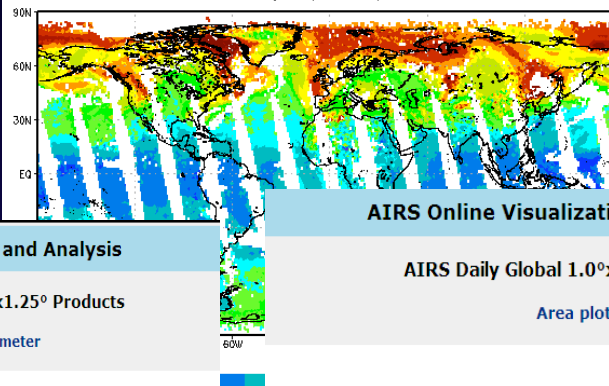 90N
60N
30N
EQ
AIRS Online Visualizati
and Analysis
AIRS Daily Global 1.0°x
x1.25° Products
Area plot
meter
60W